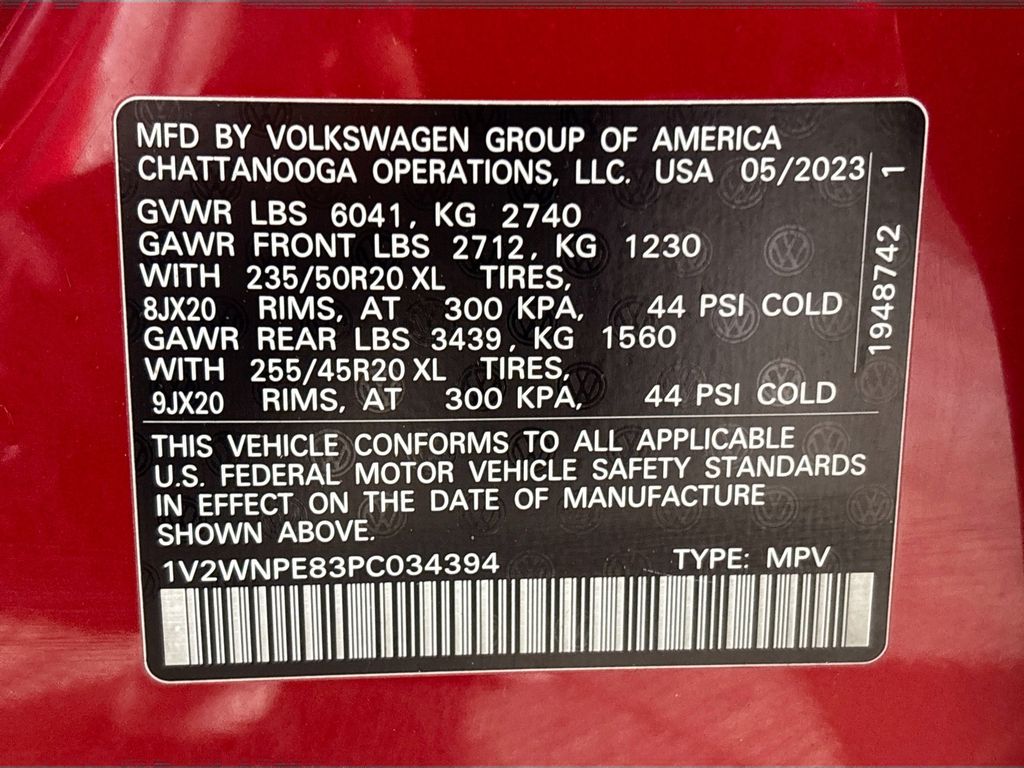 MFD BY VOLKSWAGEN GROUP OF AMERICA
CHATTANOOGA OPERATIONS, LLC. USA 05/2023
GVWR LBS 6041, KG 2740
GAWR FRONT LBS 2712, KG 1230
WITH 235/50R20 XL TIRES,
8JX20 RIMS, AT 300 KPA, 44 PSI COLD
GAWR REAR LBS 3439, KG 1560
WITH 255/45R20 XL TIRES,
9JX20 RIMS, AT 300 KPA, 44 PSI COLD
THIS VEHICLE CONFORMS TO ALL APPLICABLE
U.S. FEDERAL MOTOR VEHICLE SAFETY STANDARDS
IN EFFECT ON THE DATE OF MANUFACTURE
SHOWN ABOVE.
1V2WNPE83PC034394 TYPE: MPV
1948742 1